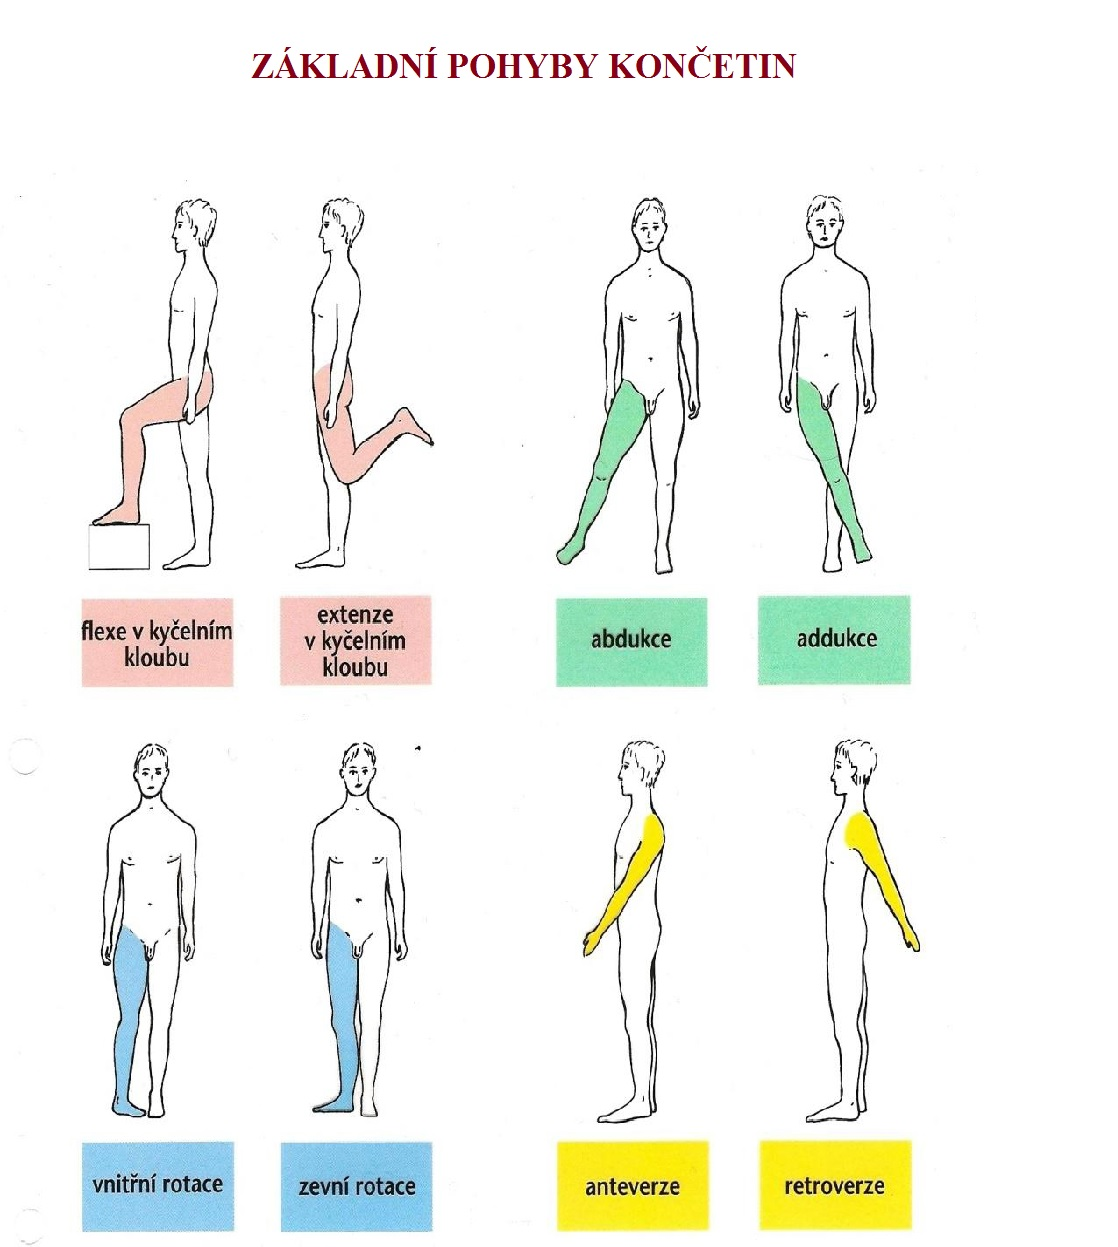 ZÁKLADNÍ POHYBY KONČETIN
flexe v kyčelním
kloubu
extenze
v kyčelním
kloubu
abdukce
addukce
vnitřní rotace
zevní rotace
anteverze
retroverze